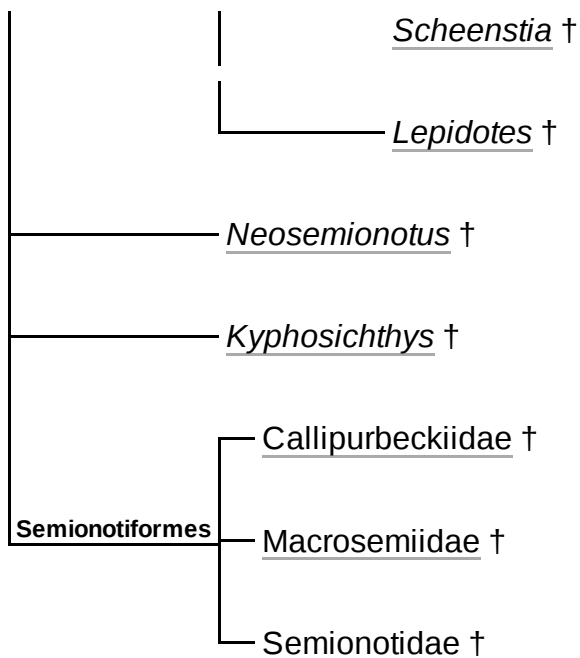 Scheenstia †
Lepidotes †
Neosemionotus †
Kyphosichthys †
Callipurbeckiidae †
Semionotiformes
Macrosemiidae †
Semionotidae †